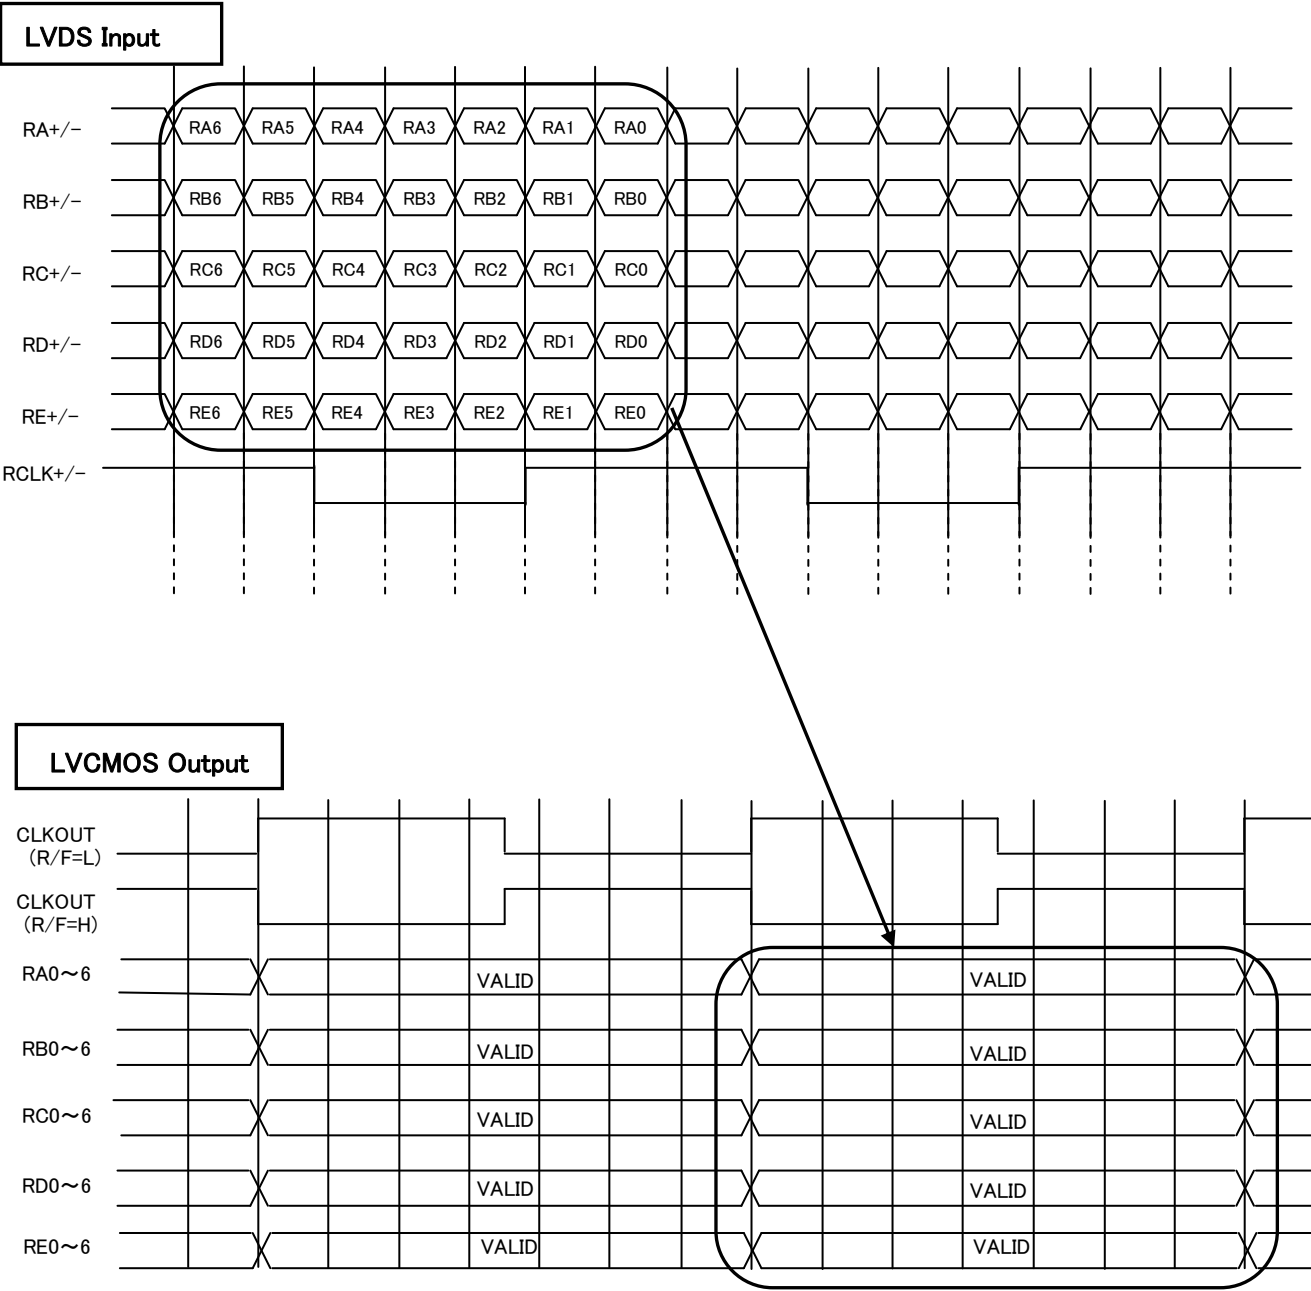 LVDS Input
RA+/− RA6 RA5 RA4 RA3 RA2 RA1 RA0
RB+/− RB6 RB5 RB4 RB3 RB2 RB1 RB0
RC+/− RC6 RC5 RC4 RC3 RC2 RC1 RC0
RD+/− RD6 RD5 RD4 RD3 RD2 RD1 RD0
RE+/− RE6 RE5 RE4 RE3 RE2 RE1 RE0
RCLK+/−
LVCMOS Output
CLKOUT
(R/F=L)
CLKOUT
(R/F=H)
RA0～6 VALID VALID
RB0～6 VALID VALID
RC0～6 VALID VALID
RD0～6 VALID VALID
RE0～6 VALID VALID